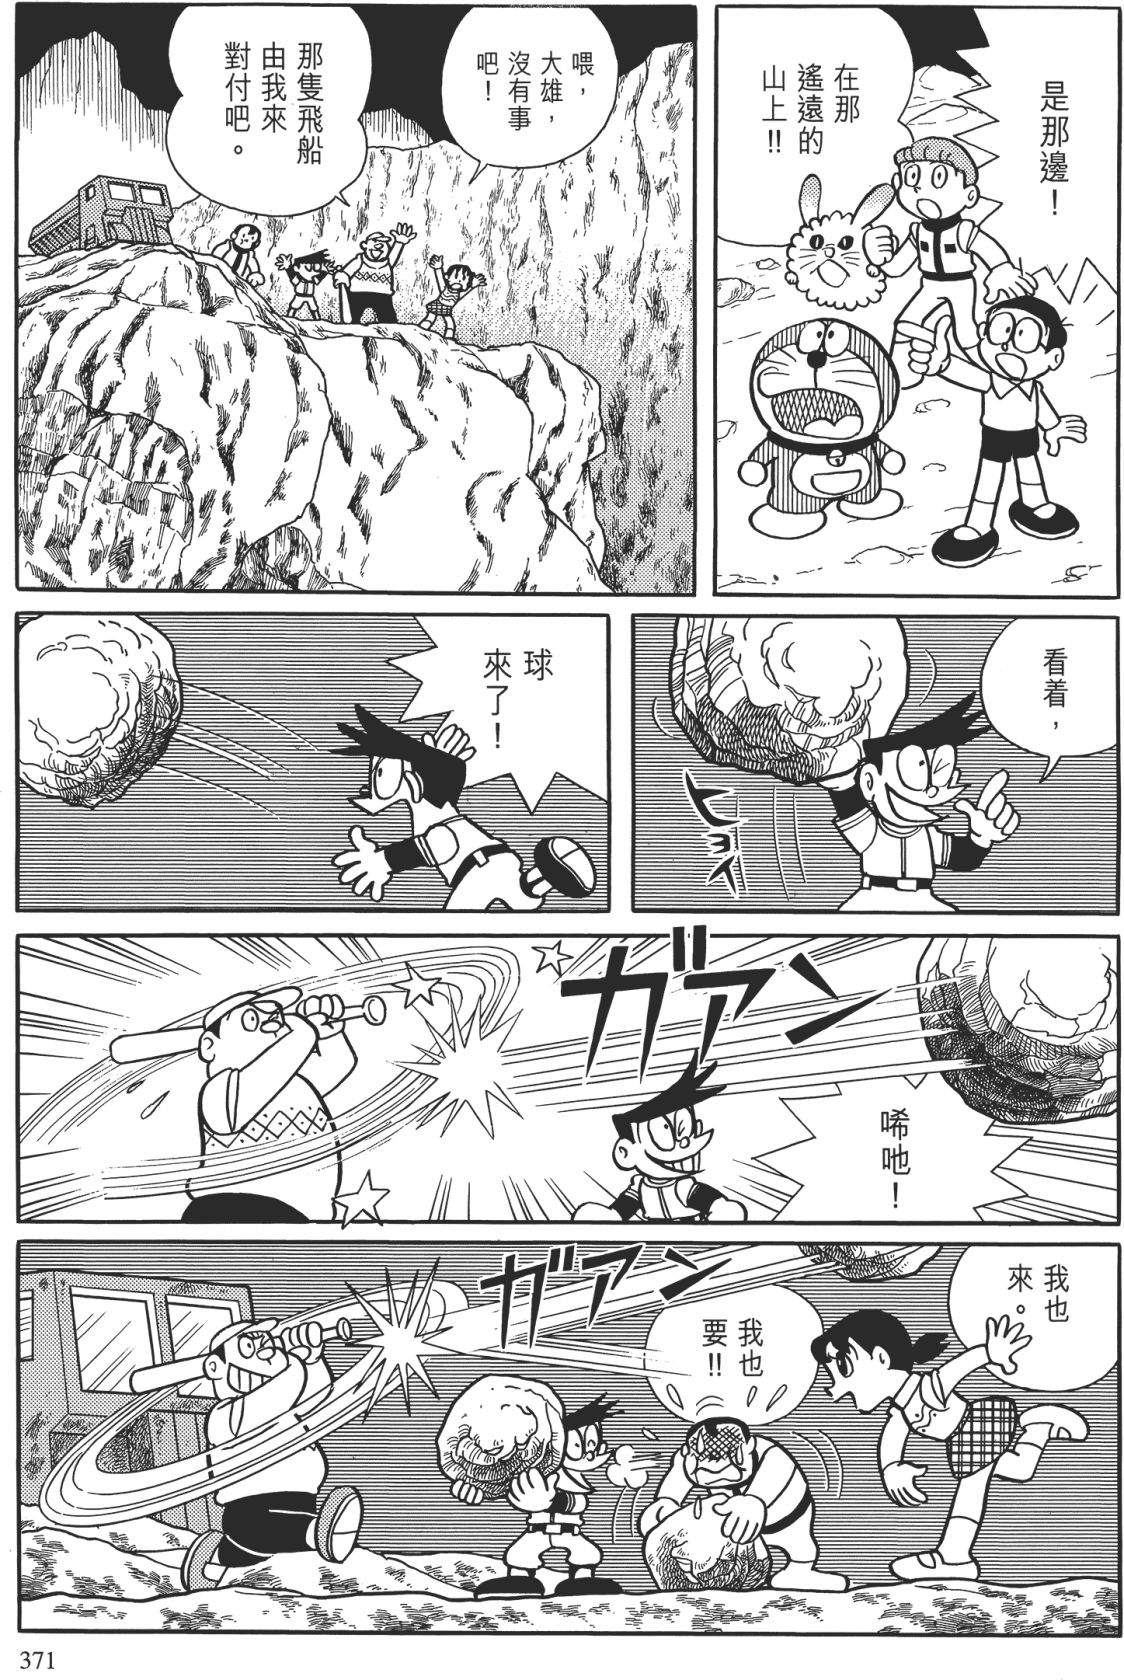 是那邊！
在那
遙遠的
山上!!
喂，
大雄，
沒有事
吧！
那隻飛船
由我來
對付吧。
看着，
ヒョイ
球
來了！
ガアン
唏吔！
我也
來。
我也
要!!
ガアン
371